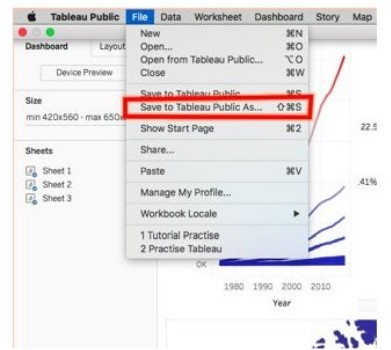 Tableau Public File Data Worksheet Dashboard Story Map
Dashboard Layout
Device Preview
Size
min 420x560 - max 650x
Sheets
Sheet 1
Sheet 2
Sheet 3
New ⌘N
Open... ⌘O
Open from Tableau Public... ⌥O
Close ⌘W
Save to Tableau Public ⌘S
Save to Tableau Public As... ⇧⌘S
Show Start Page ⌘2
Share...
Paste ⌘V
Manage My Profile...
Workbook Locale
1 Tutorial Practise
2 Practise Tableau
22.5
.41%
0K
1980 1990 2000 2010
Year